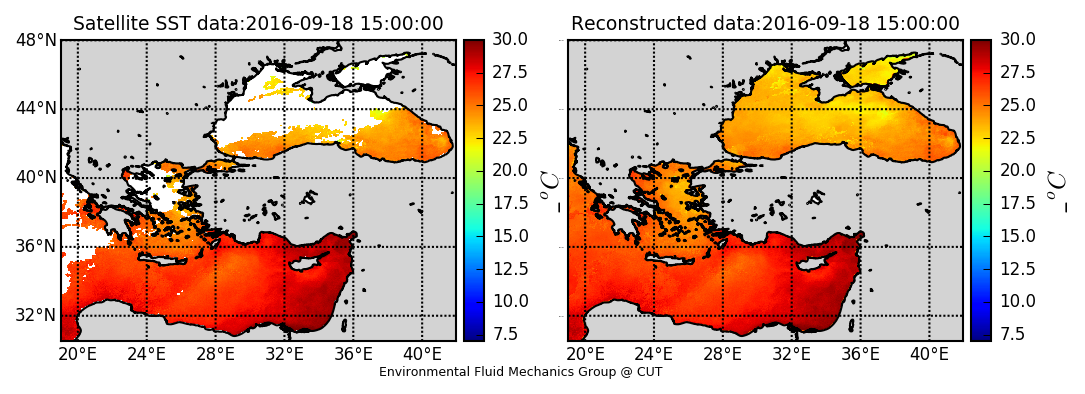 Satellite SST data:2016-09-18 15:00:00
48°N
44°N
40°N
36°N
32°N
20°E 24°E 28°E 32°E 36°E 40°E
30.0
27.5
25.0
22.5
20.0
17.5
15.0
12.5
10.0
7.5
_°C
Reconstructed data:2016-09-18 15:00:00
20°E 24°E 28°E 32°E 36°E 40°E
30.0
27.5
25.0
22.5
20.0
17.5
15.0
12.5
10.0
7.5
_°C
Environmental Fluid Mechanics Group @ CUT